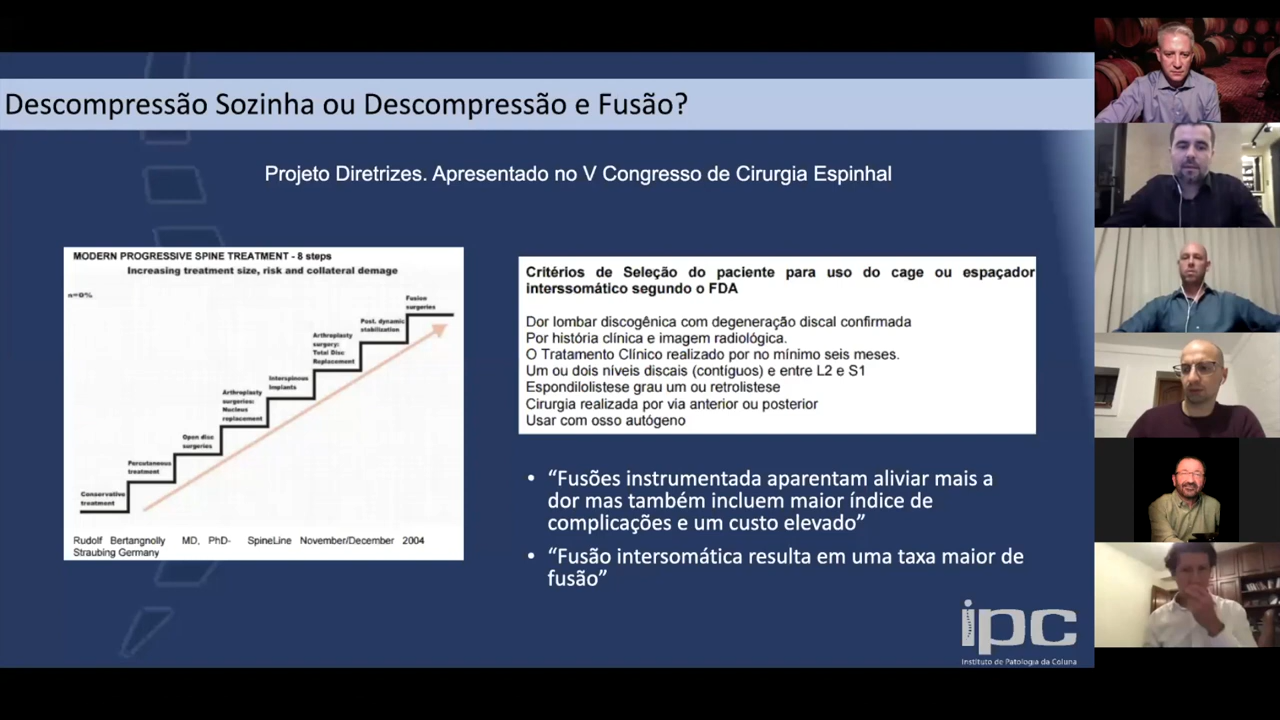 Descompressão Sozinha ou Descompressão e Fusão?
Projeto Diretrizes. Apresentado no V Congresso de Cirurgia Espinhal
MODERN PROGRESSIVE SPINE TREATMENT - 8 steps
Increasing treatment size, risk and collateral demage
n=0%
Fusion
surgeries
Post. dynamic
stabilization
Arthroplasty
surgery:
Total Disc
Replacement
Interspinous
Implants
Arthroplasty
surgeries:
Nucleus
replacement
Open disc
surgeries
Percutaneous
treatment
Conservative
treatment
Rudolf Bertangnolly MD, PhD- SpineLine November/December 2004
Straubing Germany
Critérios de Seleção do paciente para uso do cage ou espaçador
interssomático segundo o FDA
Dor lombar discogênica com degeneração discal confirmada
Por história clínica e imagem radiológica.
O Tratamento Clínico realizado por no mínimo seis meses.
Um ou dois níveis discais (contíguos) e entre L2 e S1
Espondilolistese grau um ou retrolistese
Cirurgia realizada por via anterior ou posterior
Usar com osso autógeno
• “Fusões instrumentada aparentam aliviar mais a
dor mas também incluem maior índice de
complicações e um custo elevado”
• “Fusão intersomática resulta em uma taxa maior de
fusão”
ipc
Instituto de Patologia da Coluna